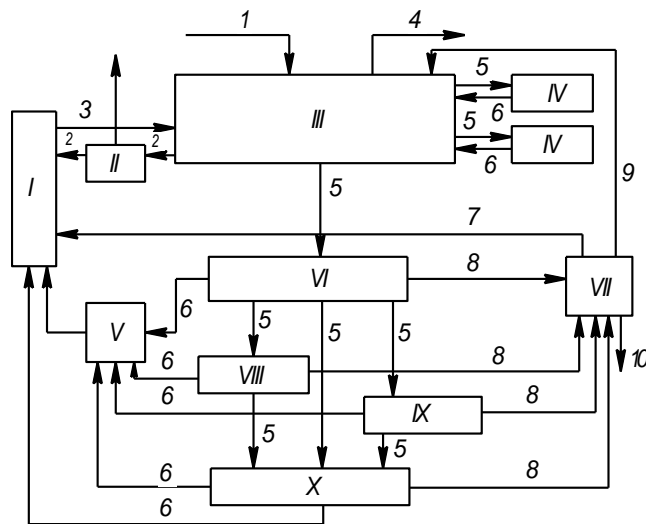 1 4
5 IV
6
3 III 5 IV
2 2 6
I II 9
5
7
VI 8 VII
6
V 5 5 5
6 VIII 8 10
6 IX 8
5 5
6 X 8
6